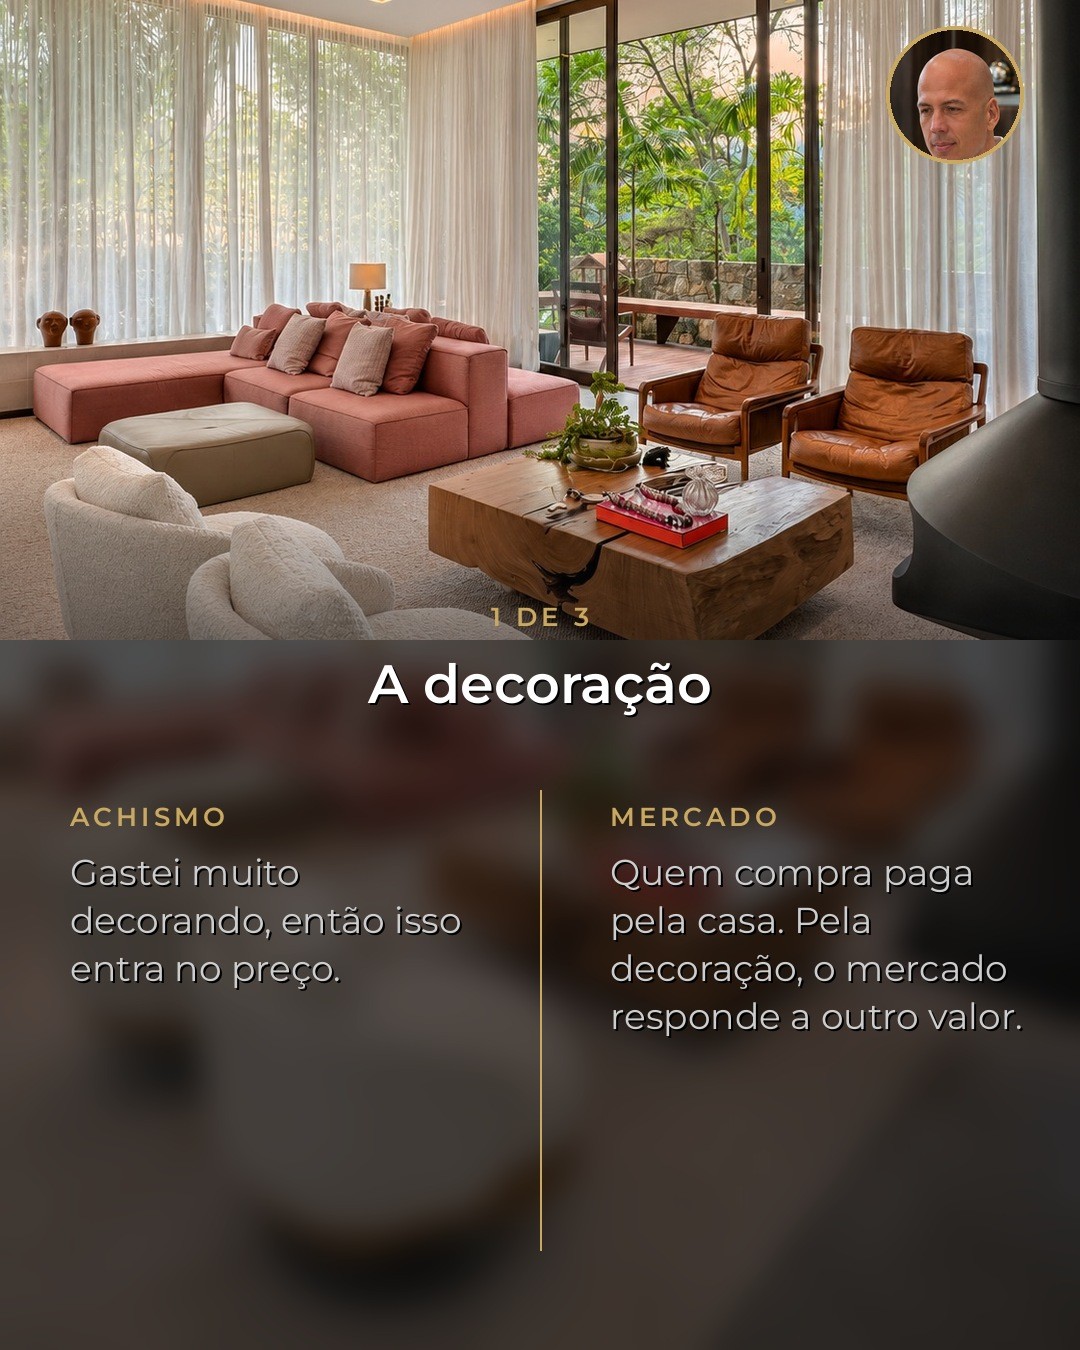 1 DE 3
A decoração
ACHISMO
Gastei muito
decorando, então isso
entra no preço.
MERCADO
Quem compra paga
pela casa. Pela
decoração, o mercado
responde a outro valor.